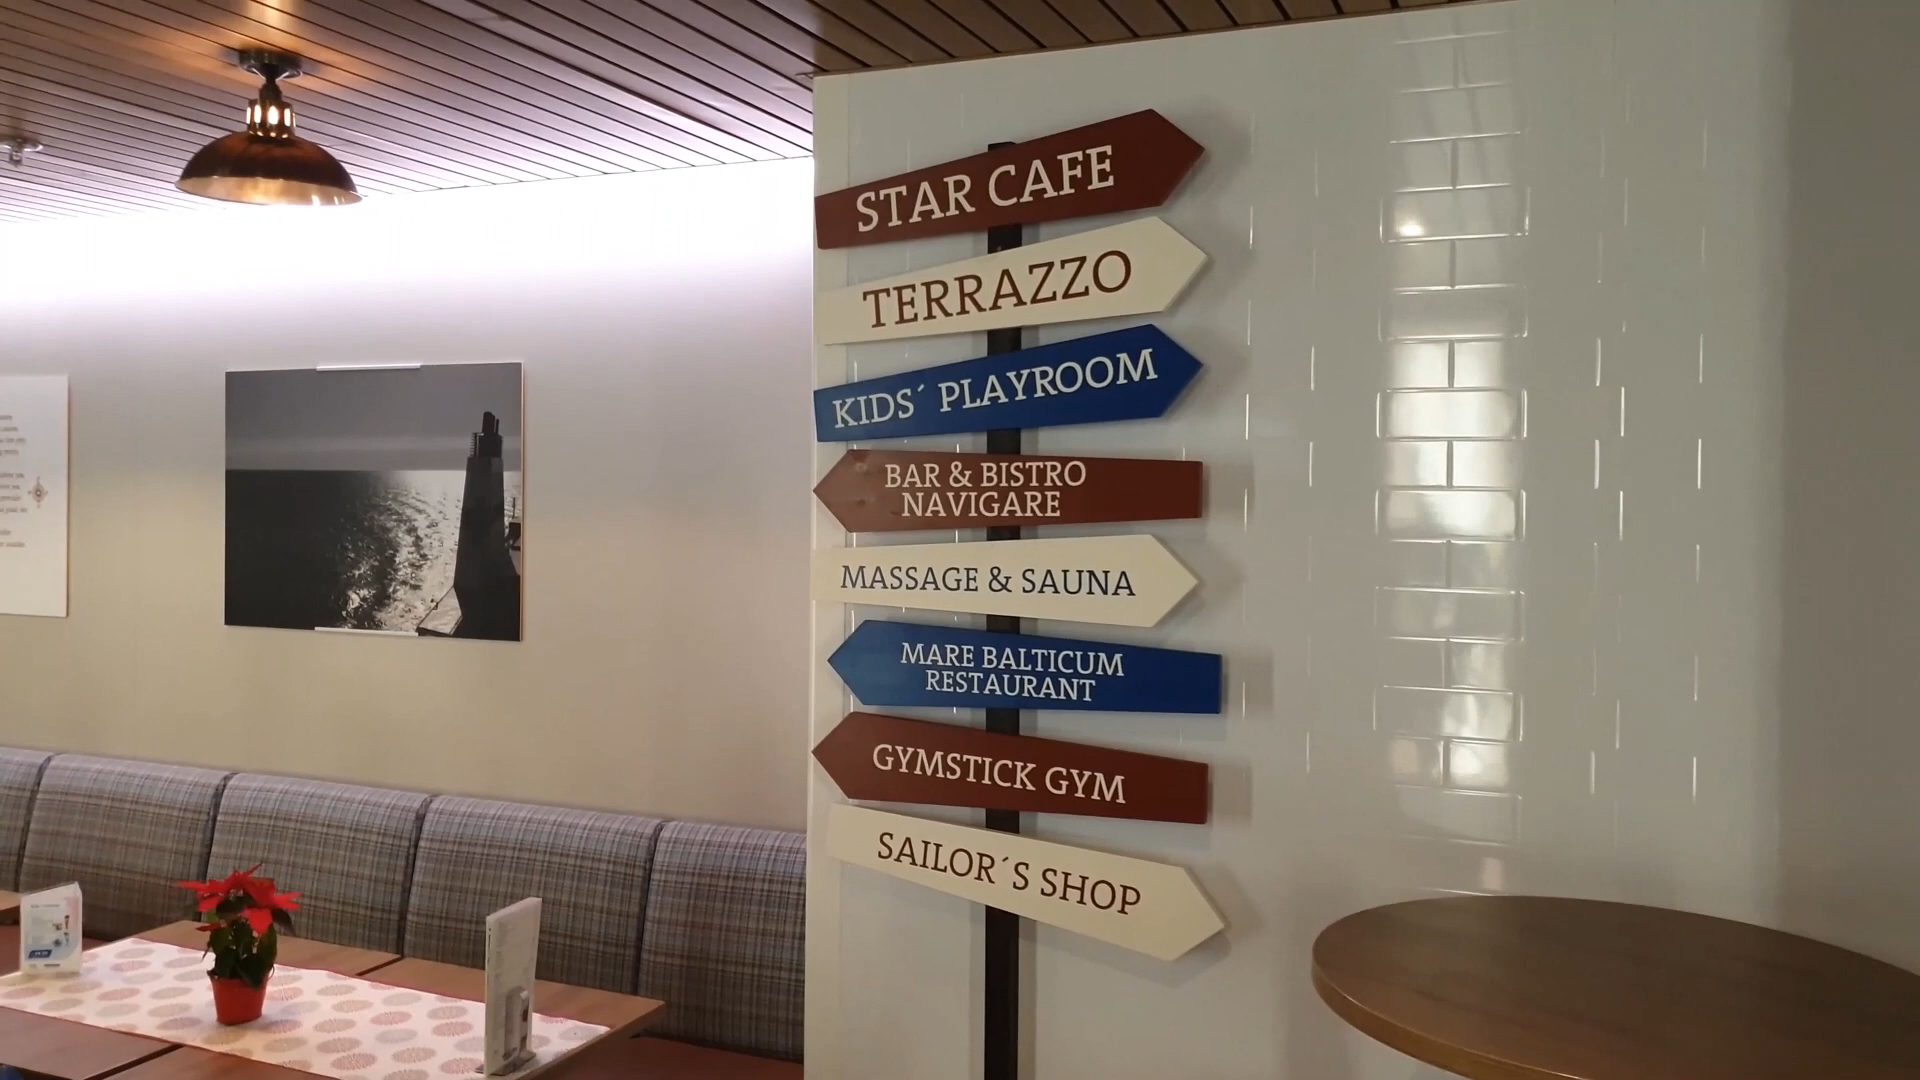 STAR CAFE
TERRAZZO
KIDS´ PLAYROOM
BAR & BISTRO
NAVIGARE
MASSAGE & SAUNA
MARE BALTICUM
RESTAURANT
GYMSTICK GYM
SAILOR´S SHOP